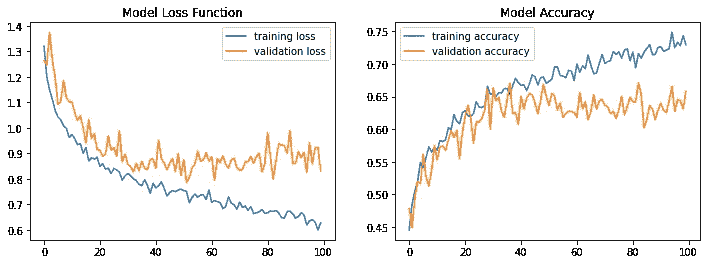 Model Loss Function
1.4
1.3
1.2
1.1
1.0
0.9
0.8
0.7
0.6
training loss
validation loss
0 20 40 60 80 100
Model Accuracy
0.75
0.70
0.65
0.60
0.55
0.50
0.45
training accuracy
validation accuracy
0 20 40 60 80 100